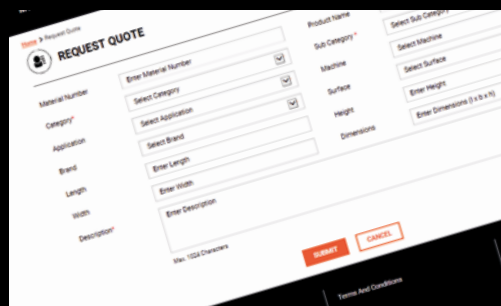 Home > Request Quote
REQUEST QUOTE
Material Number
Enter Material Number
Product Name
Category*
Select Category
Sub Category*
Select Sub Category
Application
Select Application
Machine
Select Machine
Brand
Select Brand
Surface
Select Surface
Length
Enter Length
Height
Enter Height
Width
Enter Width
Dimensions
Enter Dimensions (l x b x h)
Description*
Enter Description
Max. 1024 Characters
SUBMIT
CANCEL
Terms And Conditions